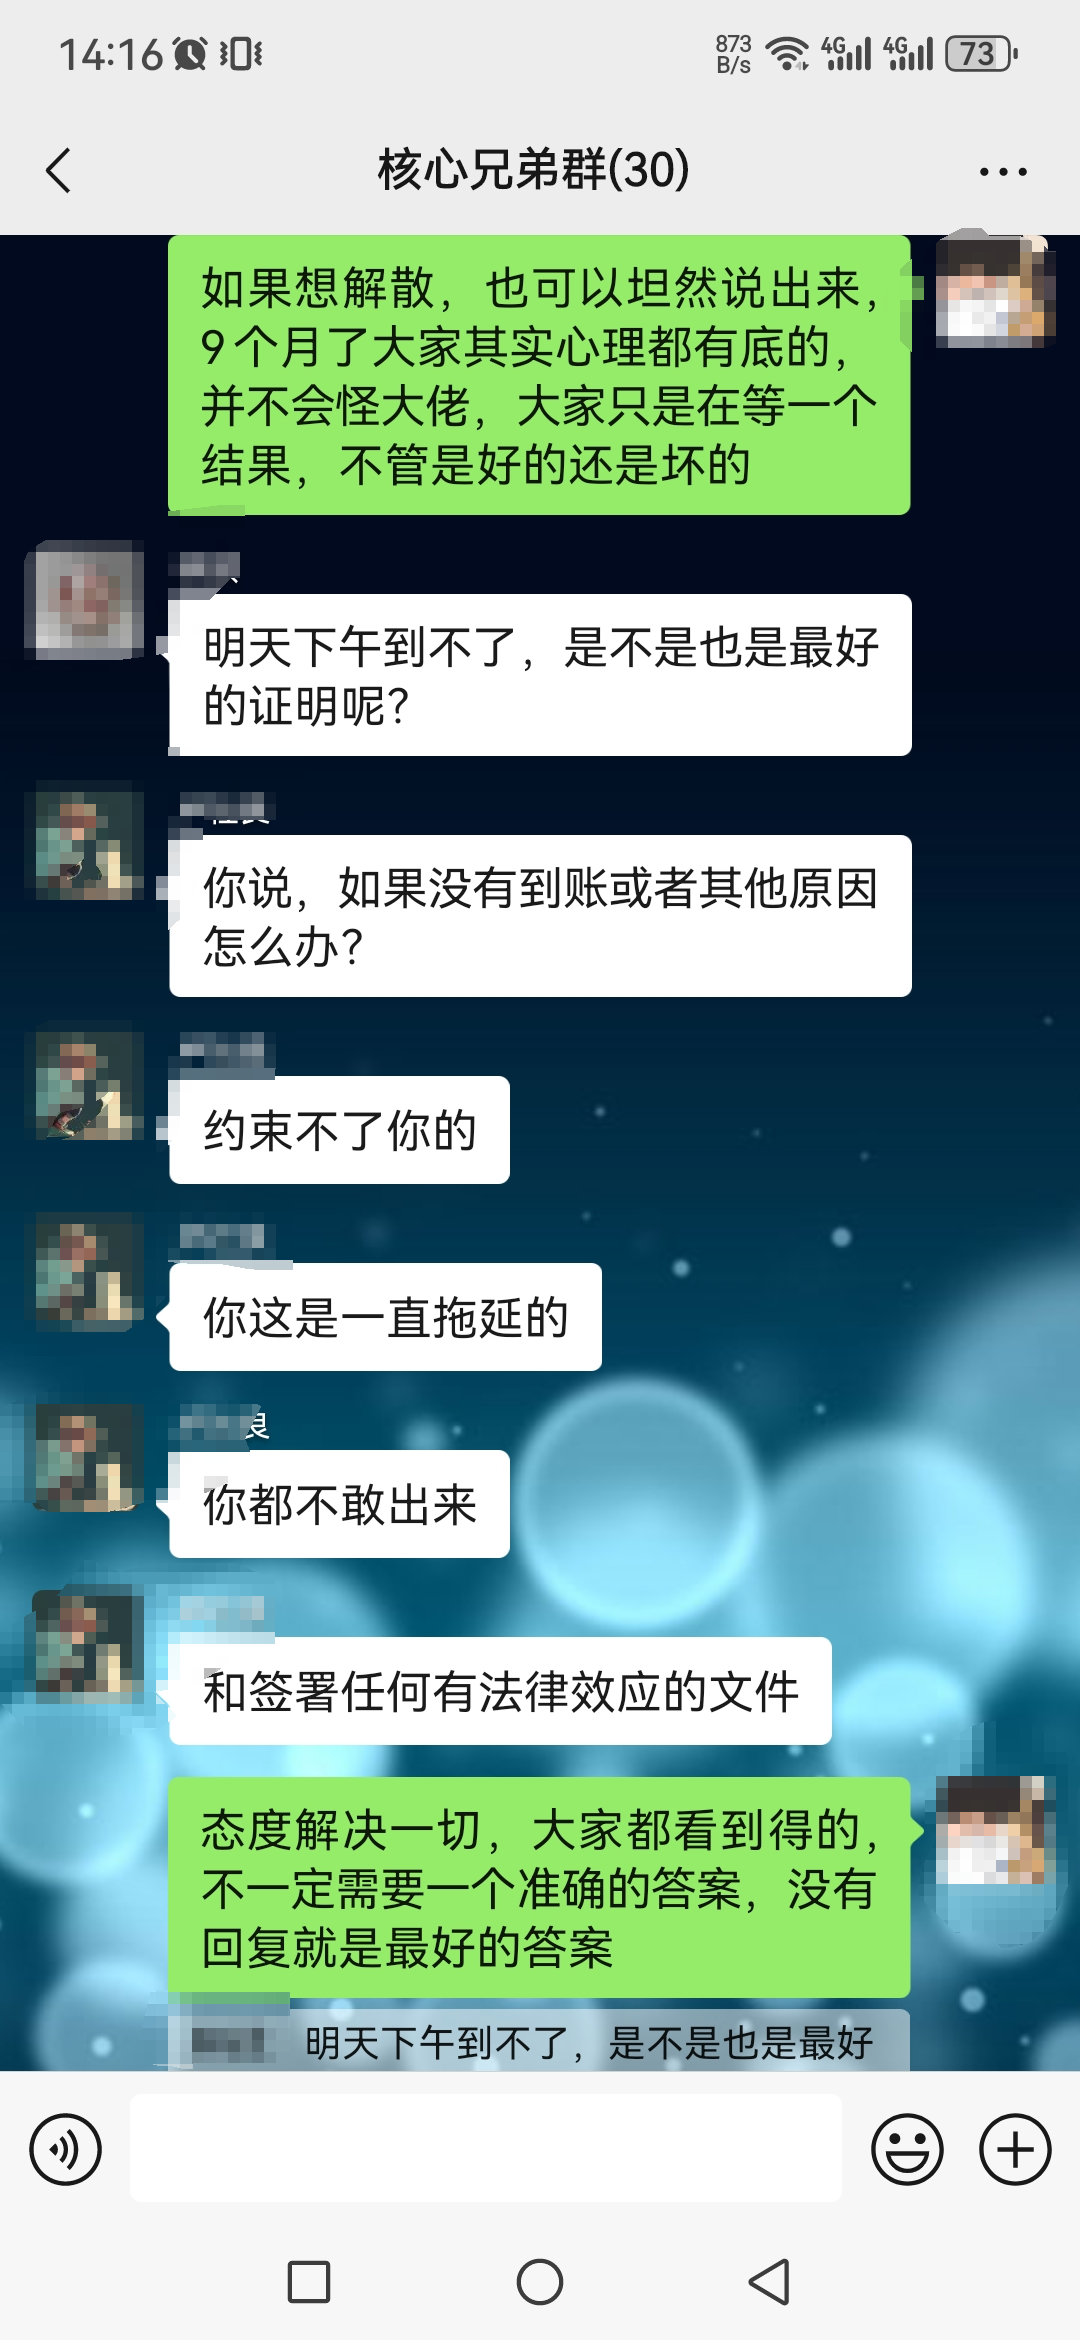 14:16
873
B/s
4G
4G
73
核心兄弟群(30)
如果想解散，也可以坦然说出来，
9个月了大家其实心理都有底的，
并不会怪大佬，大家只是在等一个
结果，不管是好的还是坏的
明天下午到不了，是不是也是最好
的证明呢？
你说，如果没有到账或者其他原因
怎么办？
约束不了你的
你这是一直拖延的
良
你都不敢出来
和签署任何有法律效应的文件
态度解决一切，大家都看到得的，
不一定需要一个准确的答案，没有
回复就是最好的答案
明天下午到不了，是不是也是最好